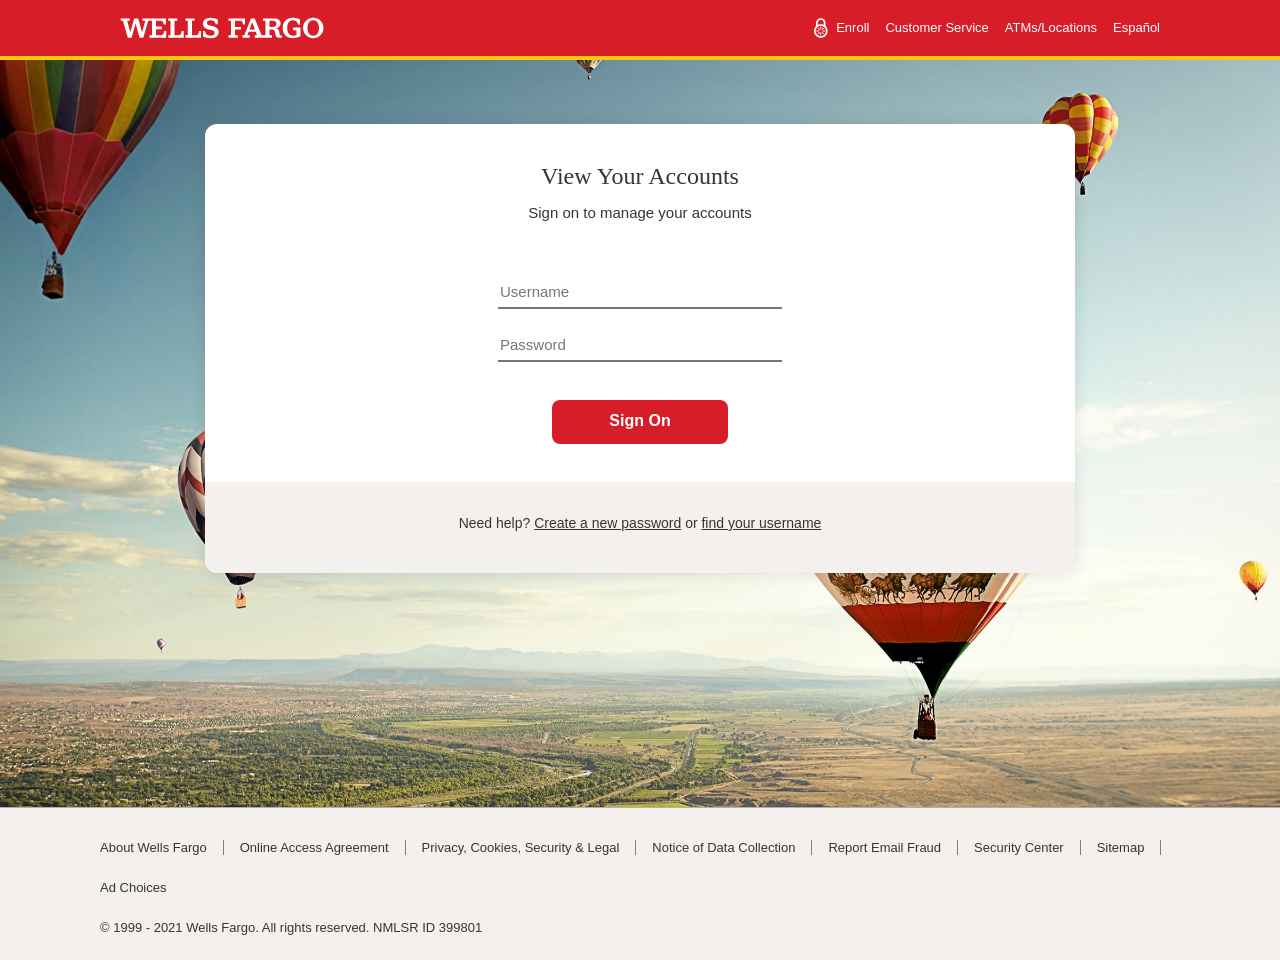 WELLS FARGO
Enroll Customer Service ATMs/Locations Español
View Your Accounts
Sign on to manage your accounts
Username
Password
Sign On
Need help? Create a new password or find your username
About Wells Fargo Online Access Agreement Privacy, Cookies, Security & Legal Notice of Data Collection Report Email Fraud Security Center Sitemap
Ad Choices
© 1999 - 2021 Wells Fargo. All rights reserved. NMLSR ID 399801